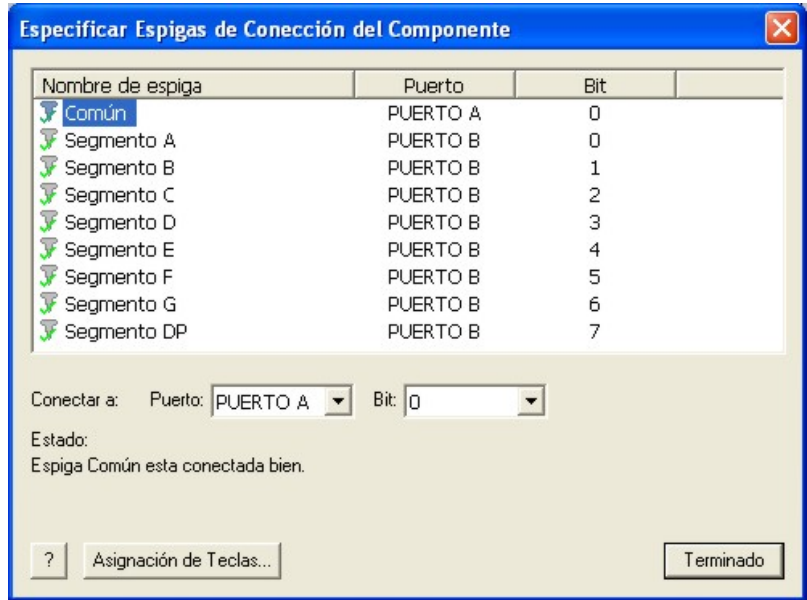 Especificar Espigas de Conección del Componente
Nombre de espiga Puerto Bit
Común PUERTO A 0
Segmento A PUERTO B 0
Segmento B PUERTO B 1
Segmento C PUERTO B 2
Segmento D PUERTO B 3
Segmento E PUERTO B 4
Segmento F PUERTO B 5
Segmento G PUERTO B 6
Segmento DP PUERTO B 7
Conectar a: Puerto: PUERTO A Bit: 0
Estado:
Espiga Común esta conectada bien.
? Asignación de Teclas... Terminado